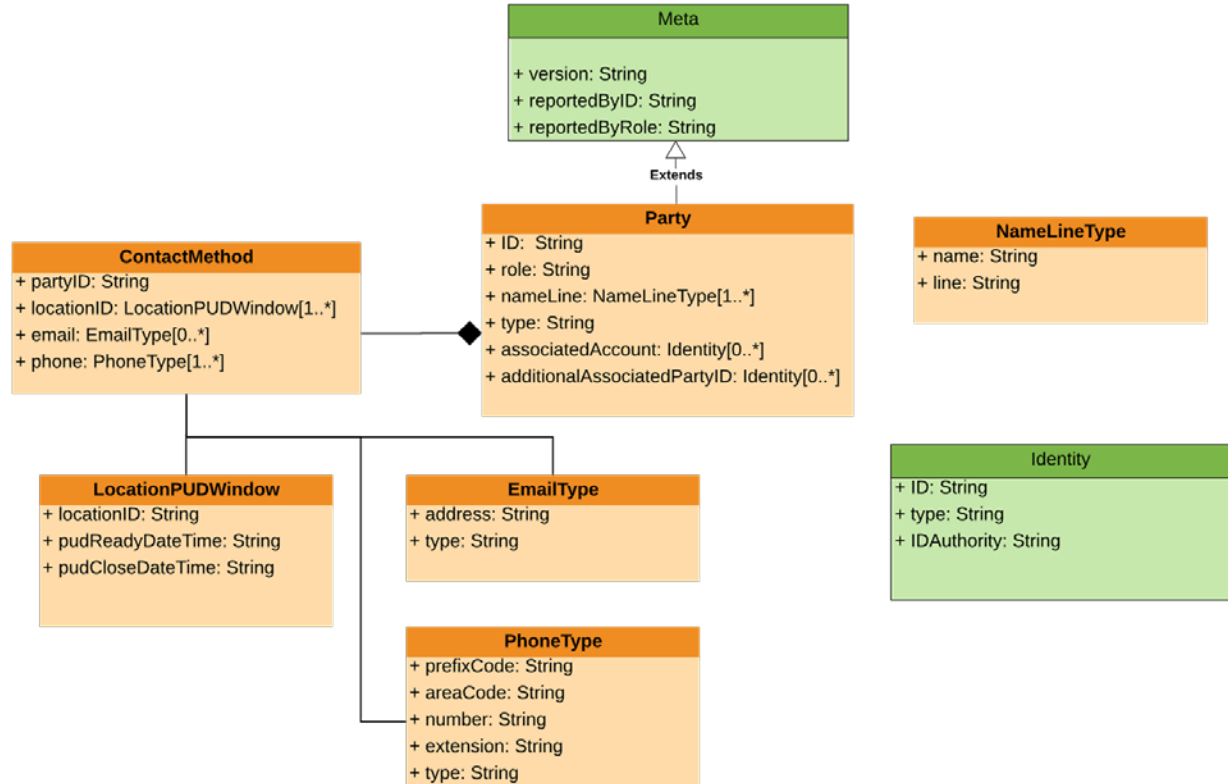 Meta
+ version: String
+ reportedByID: String
+ reportedByRole: String
Extends
Party
+ ID:  String
+ role: String
+ nameLine: NameLineType[1..*]
+ type: String
+ associatedAccount: Identity[0..*]
+ additionalAssociatedPartyID: Identity[0..*]
NameLineType
+ name: String
+ line: String
ContactMethod
+ partyID: String
+ locationID: LocationPUDWindow[1..*]
+ email: EmailType[0..*]
+ phone: PhoneType[1..*]
LocationPUDWindow
+ locationID: String
+ pudReadyDateTime: String
+ pudCloseDateTime: String
EmailType
+ address: String
+ type: String
Identity
+ ID: String
+ type: String
+ IDAuthority: String
PhoneType
+ prefixCode: String
+ areaCode: String
+ number: String
+ extension: String
+ type: String